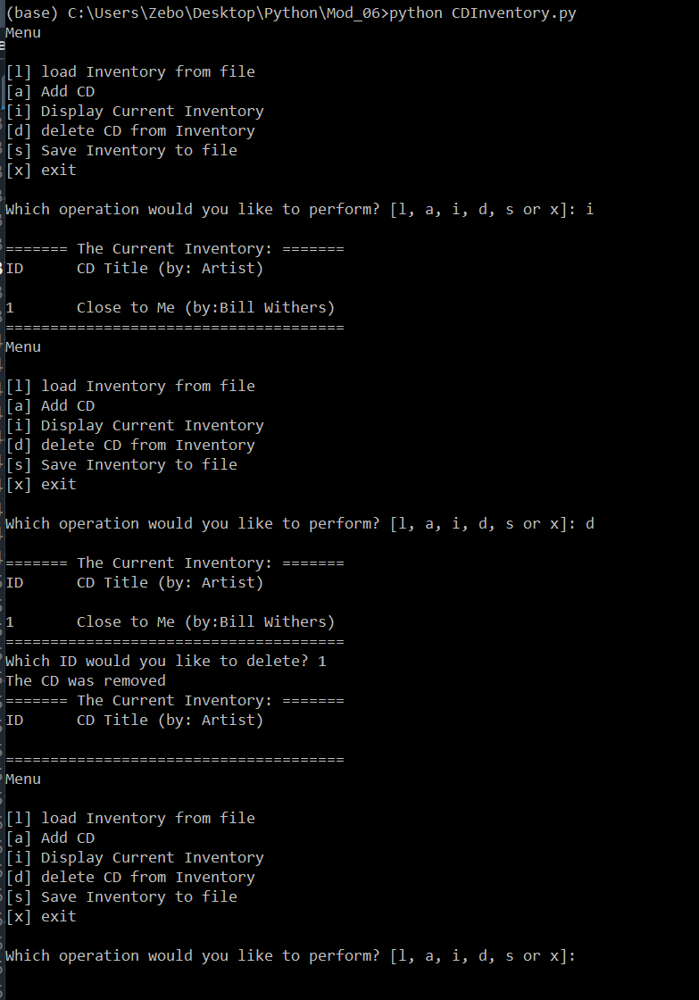 (base) C:\Users\Zebo\Desktop\Python\Mod_06>python CDInventory.py
Menu
[l] load Inventory from file
[a] Add CD
[i] Display Current Inventory
[d] delete CD from Inventory
[s] Save Inventory to file
[x] exit
Which operation would you like to perform? [l, a, i, d, s or x]: i
======= The Current Inventory: =======
ID      CD Title (by: Artist)
1       Close to Me (by:Bill Withers)
======================================
Menu
[l] load Inventory from file
[a] Add CD
[i] Display Current Inventory
[d] delete CD from Inventory
[s] Save Inventory to file
[x] exit
Which operation would you like to perform? [l, a, i, d, s or x]: d
======= The Current Inventory: =======
ID      CD Title (by: Artist)
1       Close to Me (by:Bill Withers)
======================================
Which ID would you like to delete? 1
The CD was removed
======= The Current Inventory: =======
ID      CD Title (by: Artist)
======================================
Menu
[l] load Inventory from file
[a] Add CD
[i] Display Current Inventory
[d] delete CD from Inventory
[s] Save Inventory to file
[x] exit
Which operation would you like to perform? [l, a, i, d, s or x]: